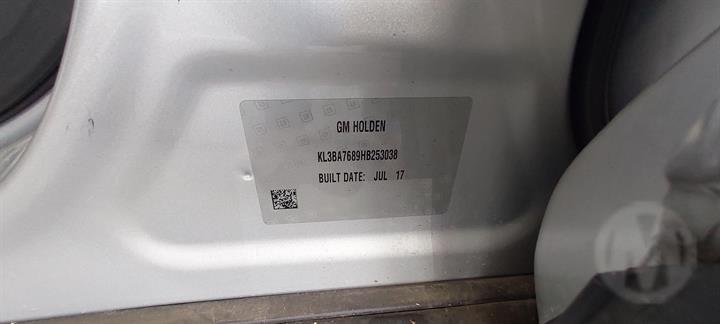 GM HOLDEN
KL3BA7689HB253038
BUILT DATE: JUL 17
M